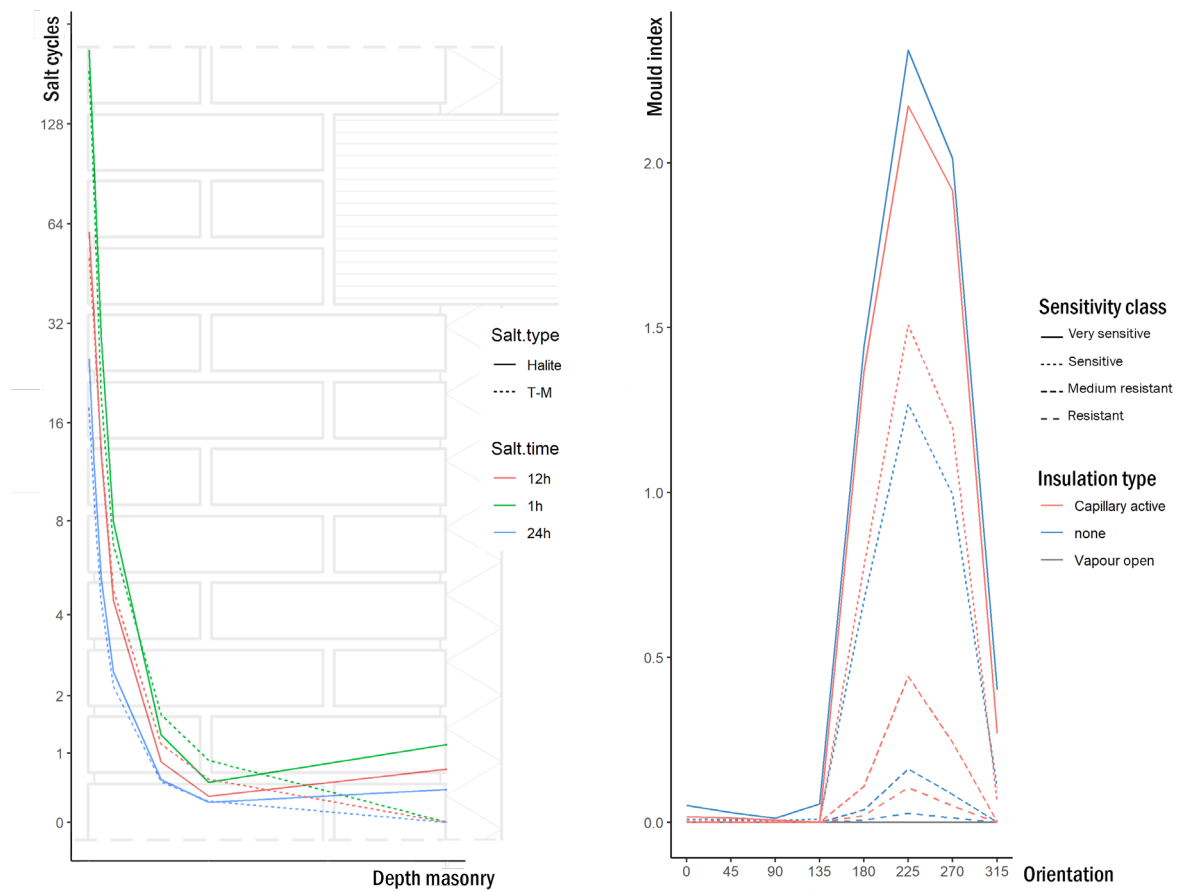 Salt cycles
128
64
32
16
8
4
2
1
0
Depth masonry
Salt.type
Halite
T-M
Salt.time
12h
1h
24h
Mould index
2.0
1.5
1.0
0.5
0.0
0 45 90 135 180 225 270 315
Orientation
Sensitivity class
Very sensitive
Sensitive
Medium resistant
Resistant
Insulation type
Capillary active
none
Vapour open